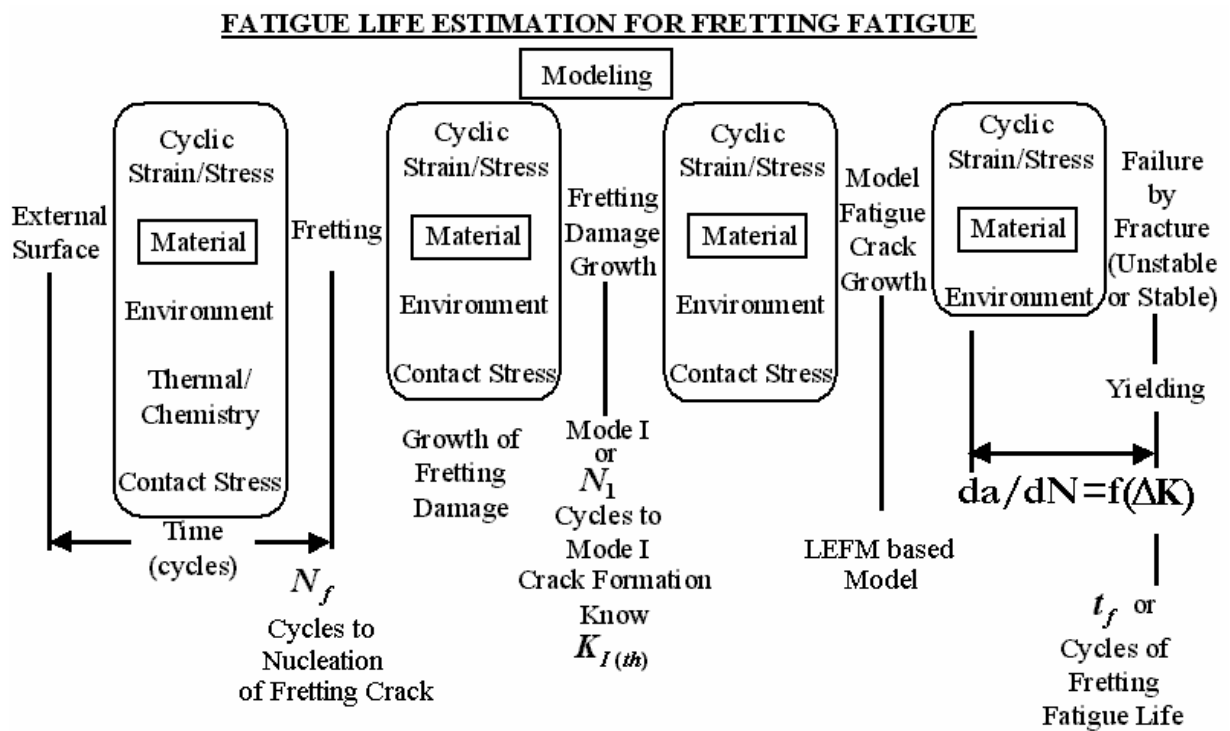 FATIGUE LIFE ESTIMATION FOR FRETTING FATIGUE
Modeling
External
Surface
Cyclic
Strain/Stress
Material
Environment
Thermal/
Chemistry
Contact Stress
Time
(cycles)
Fretting
N_f
Cycles to
Nucleation
of Fretting Crack
Cyclic
Strain/Stress
Material
Environment
Contact Stress
Growth of
Fretting
Damage
Fretting
Damage
Growth
Mode I
or
N_1
Cycles to
Mode I
Crack Formation
Know
K_{I(th)}
Cyclic
Strain/Stress
Material
Environment
Contact Stress
Model
Fatigue
Crack
Growth
LEFM based
Model
Cyclic
Strain/Stress
Material
Environment
Failure
by
Fracture
(Unstable
or Stable)
Yielding
da/dN=f(ΔK)
t_f or
Cycles of
Fretting
Fatigue Life